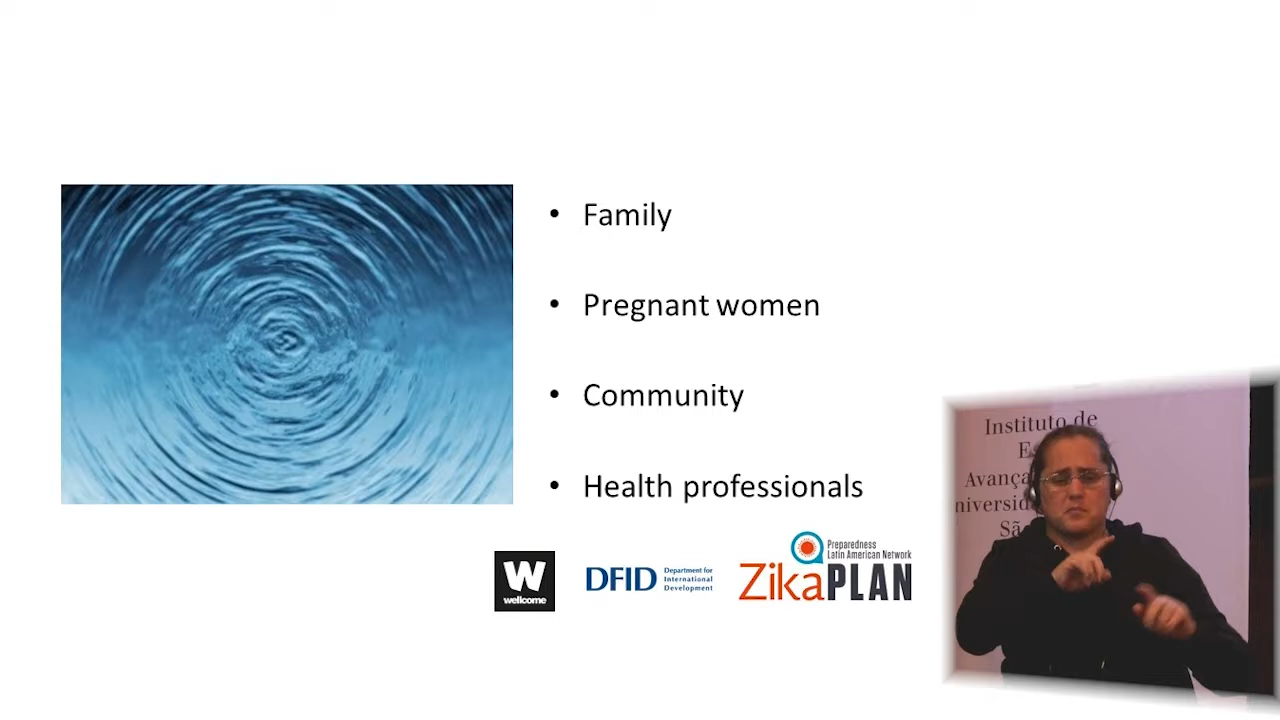 • Family
• Pregnant women
• Community
• Health professionals
W
wellcome
DFID
Department for
International
Development
Preparedness
Latin American Network
ZikaPLAN
Instituto de
Avança
niversid
Sã